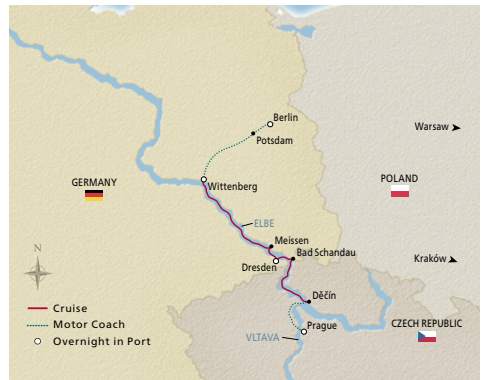 Berlin
Warsaw
Potsdam
GERMANY
Wittenberg
POLAND
ELBE
Meissen
N
Bad Schandau
Dresden
Kraków
Děčín
Cruise
Motor Coach
Prague
CZECH REPUBLIC
Overnight in Port
VLTAVA